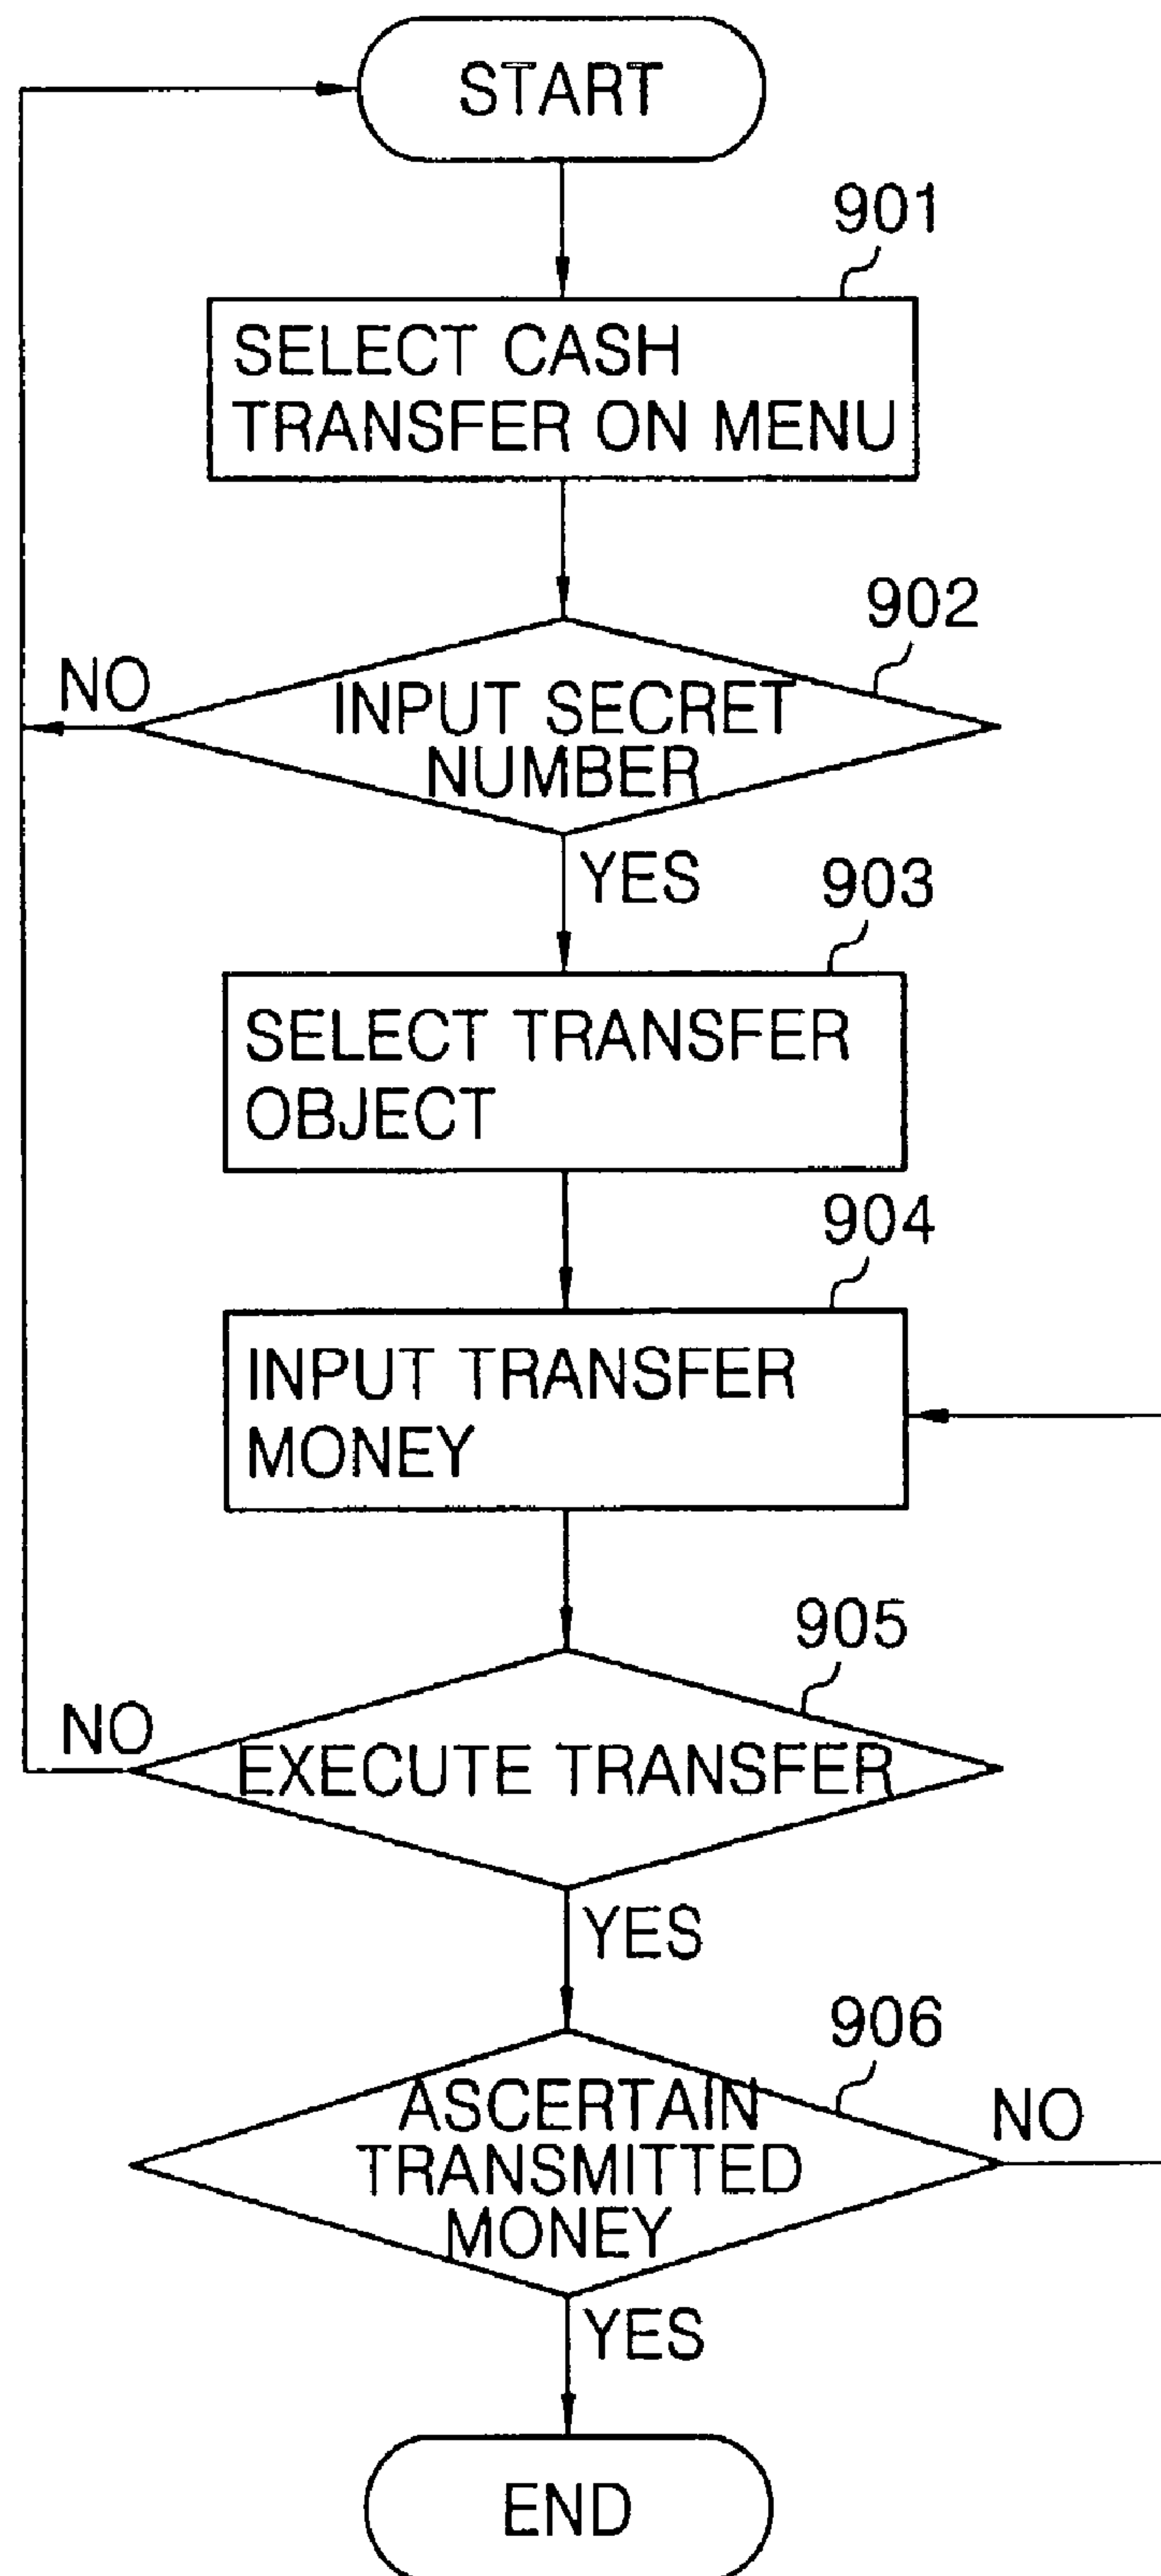 START
901
SELECT CASH
TRANSFER ON MENU
902
NO
INPUT SECRET
NUMBER
YES
903
SELECT TRANSFER
OBJECT
904
INPUT TRANSFER
MONEY
905
NO
EXECUTE TRANSFER
YES
906
ASCERTAIN
NO
TRANSMITTED
MONEY
YES
END